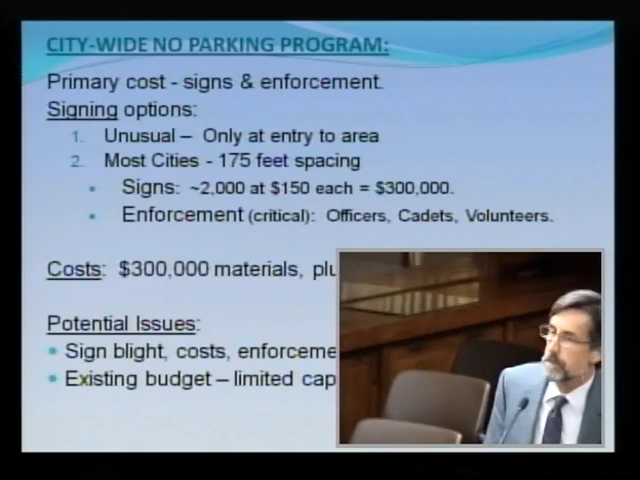 CITY-WIDE NO PARKING PROGRAM:
Primary cost - signs & enforcement.
Signing options:
1. Unusual – Only at entry to area
2. Most Cities - 175 feet spacing
• Signs: ~2,000 at $150 each = $300,000.
• Enforcement (critical): Officers, Cadets, Volunteers.
Costs: $300,000 materials, plu
Potential Issues:
• Sign blight, costs, enforceme
• Existing budget – limited cap